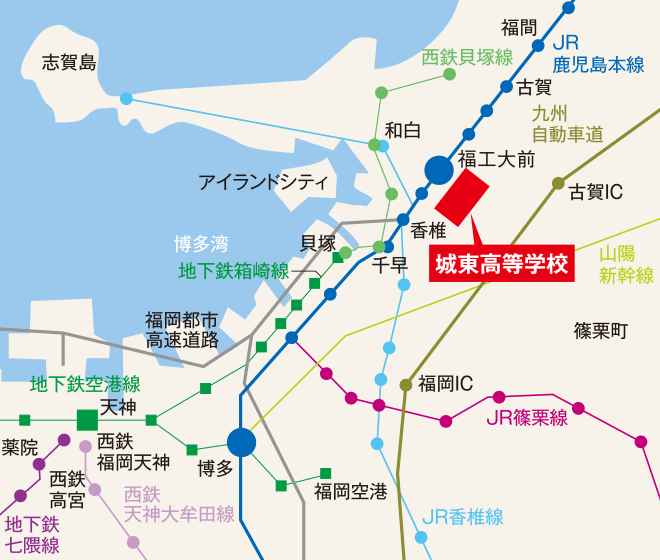 福間
JR
鹿児島本線
西鉄貝塚線
志賀島
古賀
九州
自動車道
和白
福工大前
アイランドシティ
古賀IC
香椎
博多湾
貝塚
城東高等学校
山陽
新幹線
地下鉄箱崎線
千早
福岡都市
高速道路
篠栗町
地下鉄空港線
福岡IC
天神
JR篠栗線
薬院
西鉄
福岡天神
博多
西鉄
高宮
福岡空港
西鉄
天神大牟田線
地下鉄
七隈線
JR香椎線